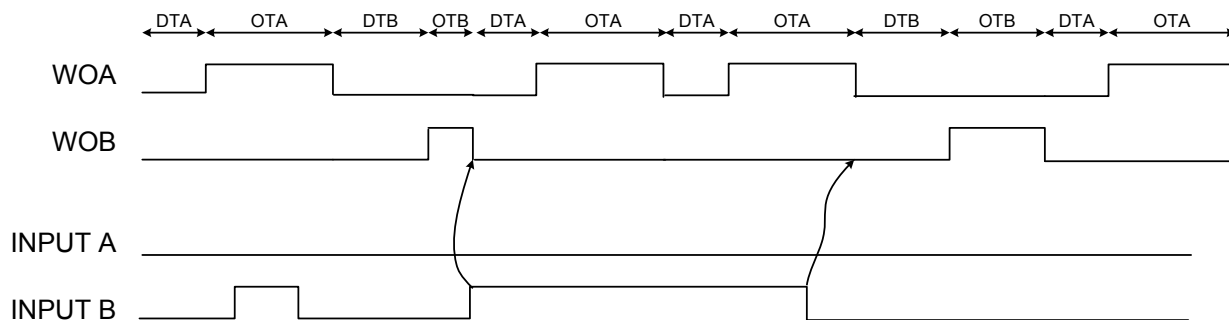 DTA OTA DTB OTB DTA OTA DTA OTA DTB OTB DTA OTA
WOA
WOB
INPUT A
INPUT B